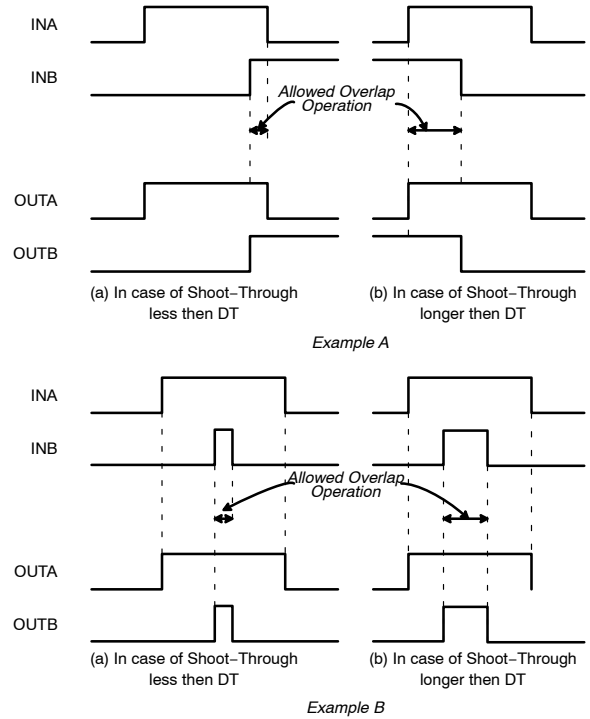 INA
INB
Allowed Overlap
Operation
OUTA
OUTB
(a) In case of Shoot−Through
less then DT
(b) In case of Shoot−Through
longer then DT
Example A
INA
INB
Allowed Overlap
Operation
OUTA
OUTB
(a) In case of Shoot−Through
less then DT
(b) In case of Shoot−Through
longer then DT
Example B